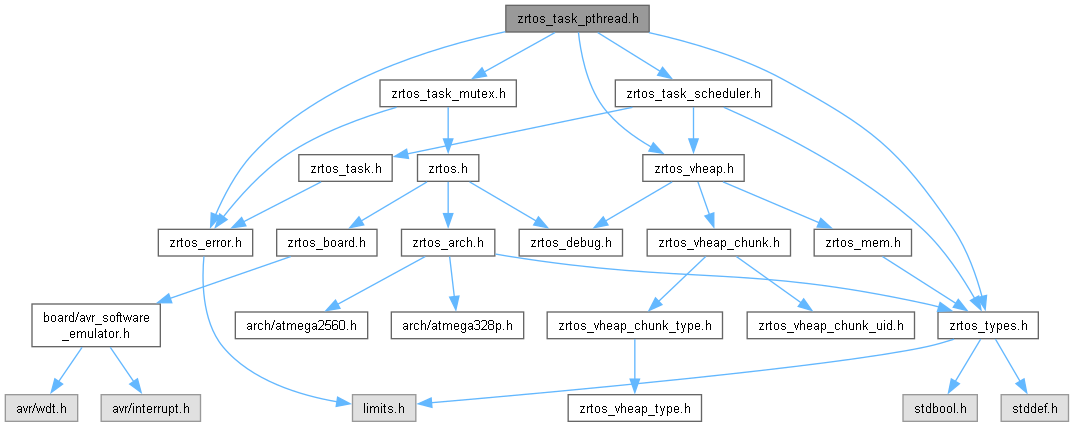 zrtos_task_pthread.h
zrtos_task_mutex.h
zrtos_task_scheduler.h
zrtos_task.h
zrtos.h
zrtos_vheap.h
zrtos_error.h
zrtos_board.h
zrtos_arch.h
zrtos_debug.h
zrtos_vheap_chunk.h
zrtos_mem.h
board/avr_software
_emulator.h
arch/atmega2560.h
arch/atmega328p.h
zrtos_vheap_chunk_type.h
zrtos_vheap_chunk_uid.h
zrtos_types.h
avr/wdt.h
avr/interrupt.h
limits.h
zrtos_vheap_type.h
stdbool.h
stddef.h